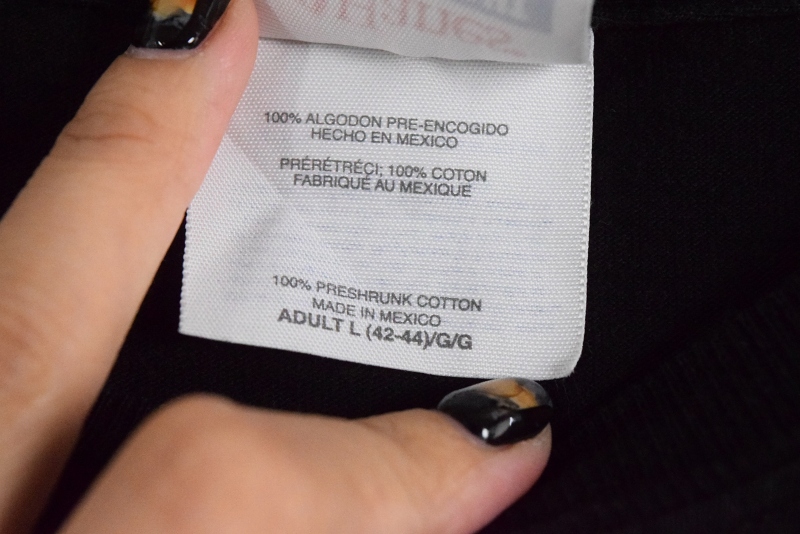 Hanes
100% ALGODON PRE-ENCOGIDO
HECHO EN MEXICO
PRÉRÉTRÉCI; 100% COTON
FABRIQUÉ AU MEXIQUE
100% PRESHRUNK COTTON
MADE IN MEXICO
ADULT L (42-44)/G/G